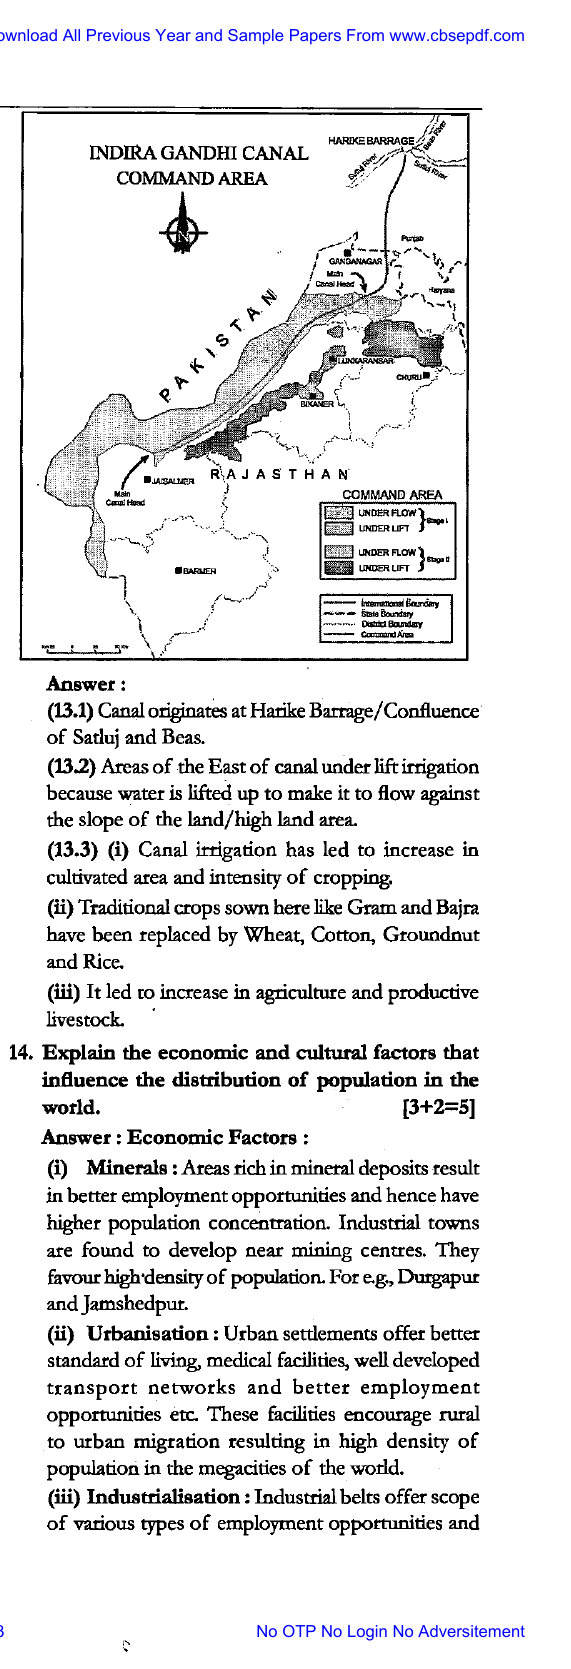 ownload All Previous Year and Sample Papers From www.cbsepdf.com
INDIRA GANDHI CANAL
COMMAND AREA
HARIKE BARRAGE
Beas River
Satluj River
Satluj River
N
GANGANAGAR
Punjab
Main
Canal Head
Haryana
PAKISTAN
LUNKARANSAR
CHURU
BIKANER
RAJASTHAN
JAISALMER
Main
Canal Head
BARMER
COMMAND AREA
UNDER FLOW
UNDER LIFT
Stage I
UNDER FLOW
UNDER LIFT
Stage II
International Boundary
State Boundary
District Boundary
Command Area
Answer :
(13.1) Canal originates at Harike Barrage/Confluence
of Satluj and Beas.
(13.2) Areas of the East of canal under lift irrigation
because water is lifted up to make it to flow against
the slope of the land/high land area.
(13.3) (i) Canal irrigation has led to increase in
cultivated area and intensity of cropping.
(ii) Traditional crops sown here like Gram and Bajra
have been replaced by Wheat, Cotton, Groundnut
and Rice.
(iii) It led to increase in agriculture and productive
livestock.
14. Explain the economic and cultural factors that
influence the distribution of population in the
world. [3+2=5]
Answer : Economic Factors :
(i) Minerals : Areas rich in mineral deposits result
in better employment opportunities and hence have
higher population concentration. Industrial towns
are found to develop near mining centres. They
favour high density of population. For e.g., Durgapur
and Jamshedpur.
(ii) Urbanisation : Urban settlements offer better
standard of living, medical facilities, well developed
transport networks and better employment
opportunities etc. These facilities encourage rural
to urban migration resulting in high density of
population in the megacities of the world.
(iii) Industrialisation : Industrial belts offer scope
of various types of employment opportunities and
3
No OTP No Login No Adversitement